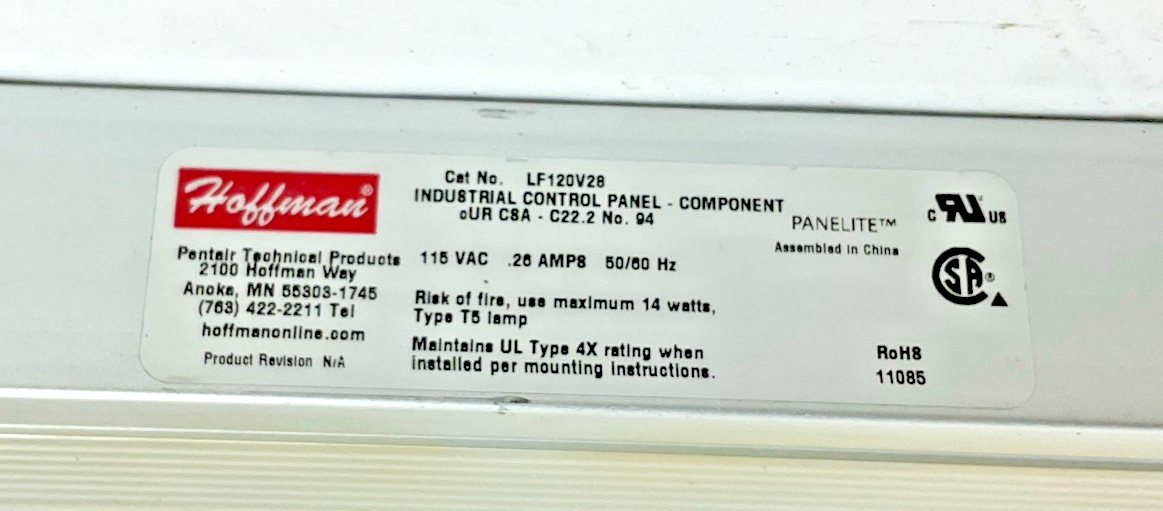 Hoffman®
Pentair Technical Products
2100 Hoffman Way
Anoka, MN 55303-1745
(763) 422-2211 Tel
hoffmanonline.com
Product Revision N/A
Cat No. LF120V28
INDUSTRIAL CONTROL PANEL - COMPONENT
cUR CSA - C22.2 No. 94
115 VAC .26 AMPS 50/60 Hz
Risk of fire, use maximum 14 watts,
Type T5 lamp
Maintains UL Type 4X rating when
installed per mounting instructions.
PANELITE™
Assembled in China
C UR US
SA®
RoHS
11085